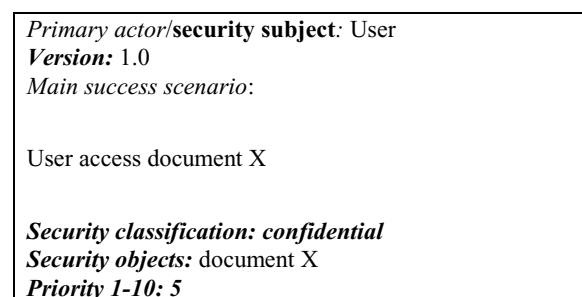 Primary actor/security subject: User
Version: 1.0
Main success scenario:
User access document X
Security classification: confidential
Security objects: document X
Priority 1-10: 5